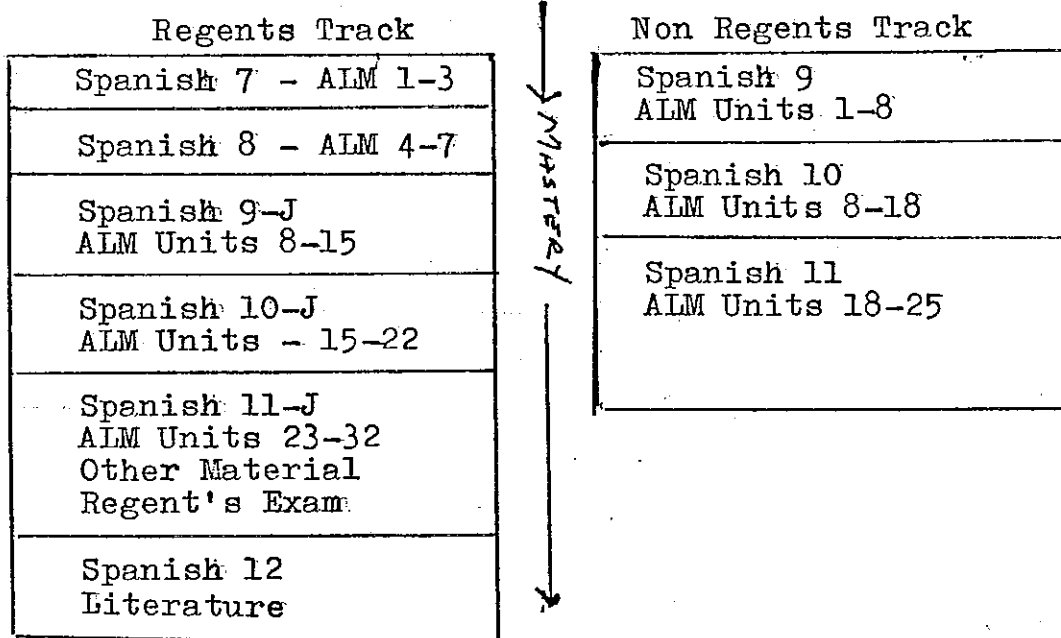 Regents Track
Spanish 7 - ALM 1-3
Spanish 8 - ALM 4-7
Spanish 9-J
ALM Units 8-15
Spanish 10-J
ALM Units - 15-22
Spanish 11-J
ALM Units 23-32
Other Material
Regent's Exam
Spanish 12
Literature
MASTERY
Non Regents Track
Spanish 9
ALM Units 1-8
Spanish 10
ALM Units 8-18
Spanish 11
ALM Units 18-25